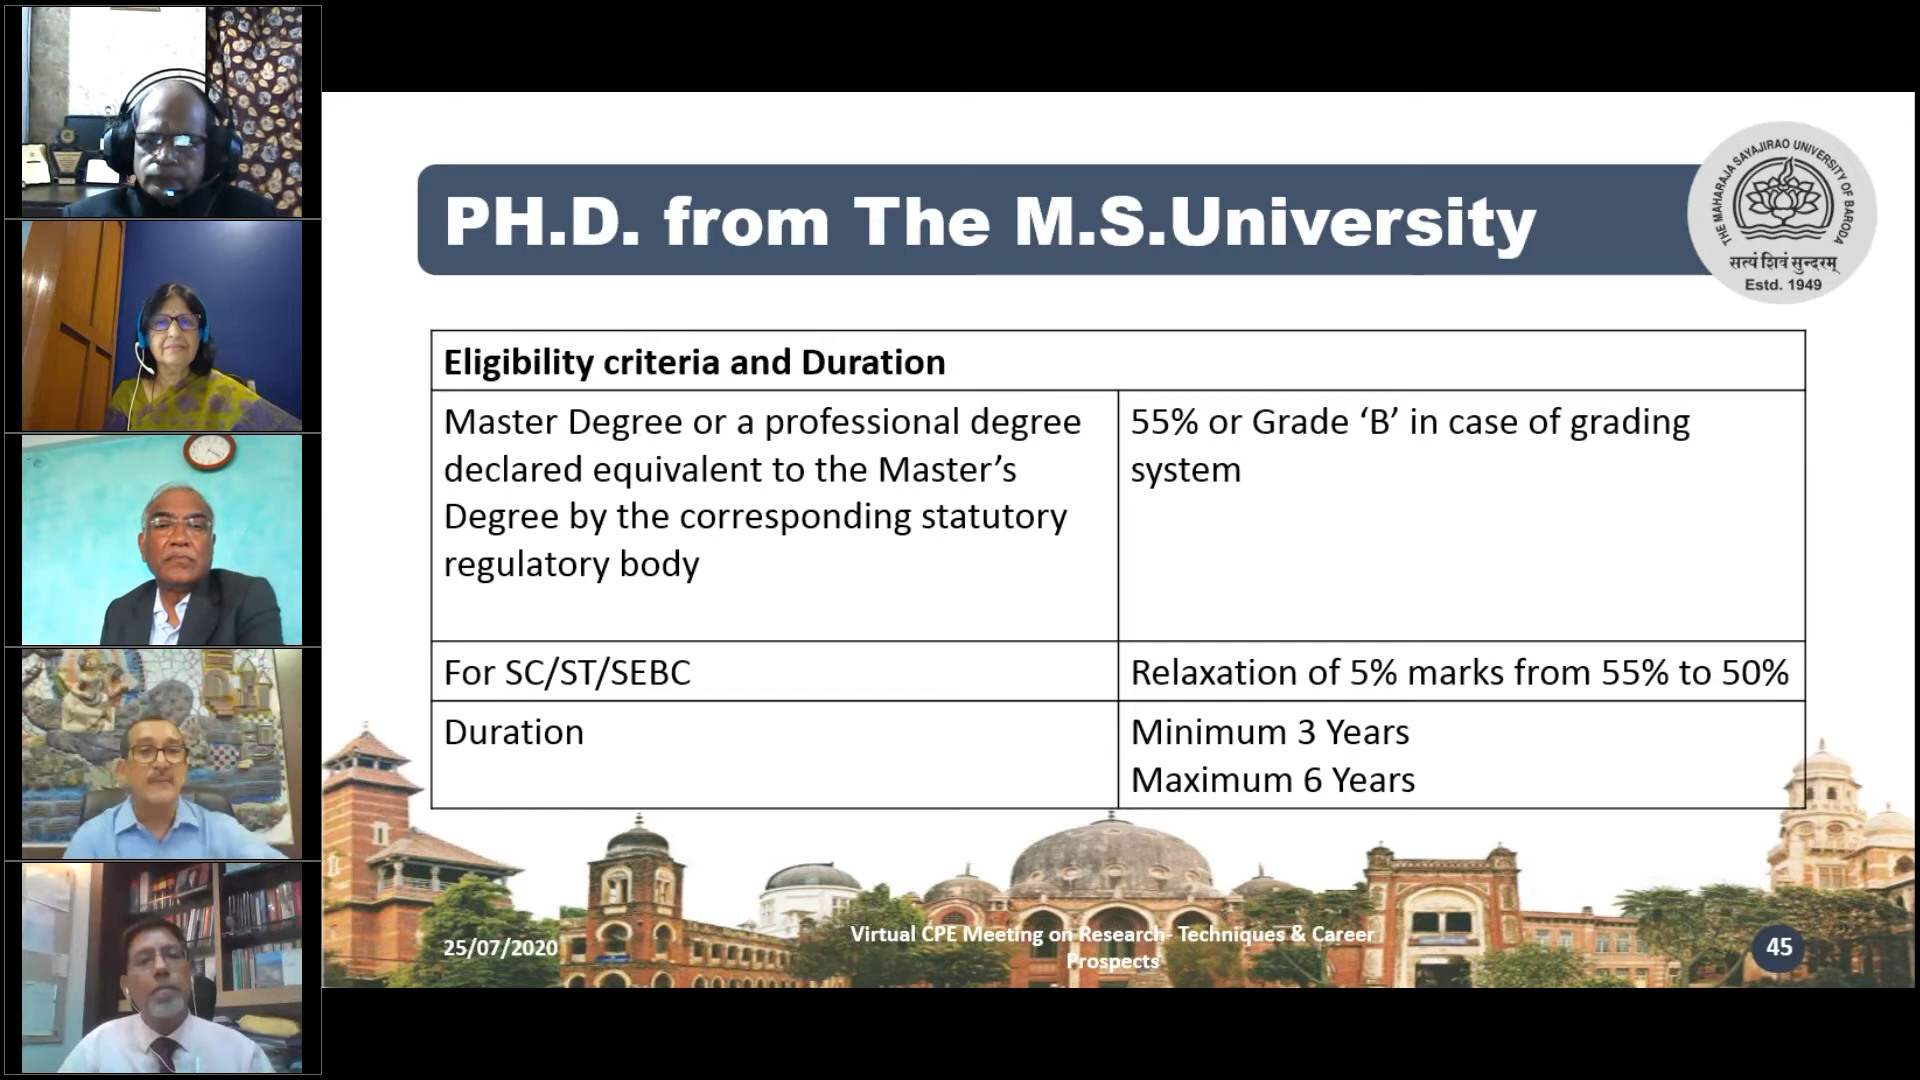 PH.D. from The M.S.University
THE MAHARAJA SAYAJIRAO UNIVERSITY OF BARODA
सत्यं शिवं सुन्दरम्
Estd. 1949
Eligibility criteria and Duration
Master Degree or a professional degree
declared equivalent to the Master’s
Degree by the corresponding statutory
regulatory body
55% or Grade ‘B’ in case of grading
system
For SC/ST/SEBC
Relaxation of 5% marks from 55% to 50%
Duration
Minimum 3 Years
Maximum 6 Years
25/07/2020
Virtual CPE Meeting on Research- Techniques & Career
Prospects
45